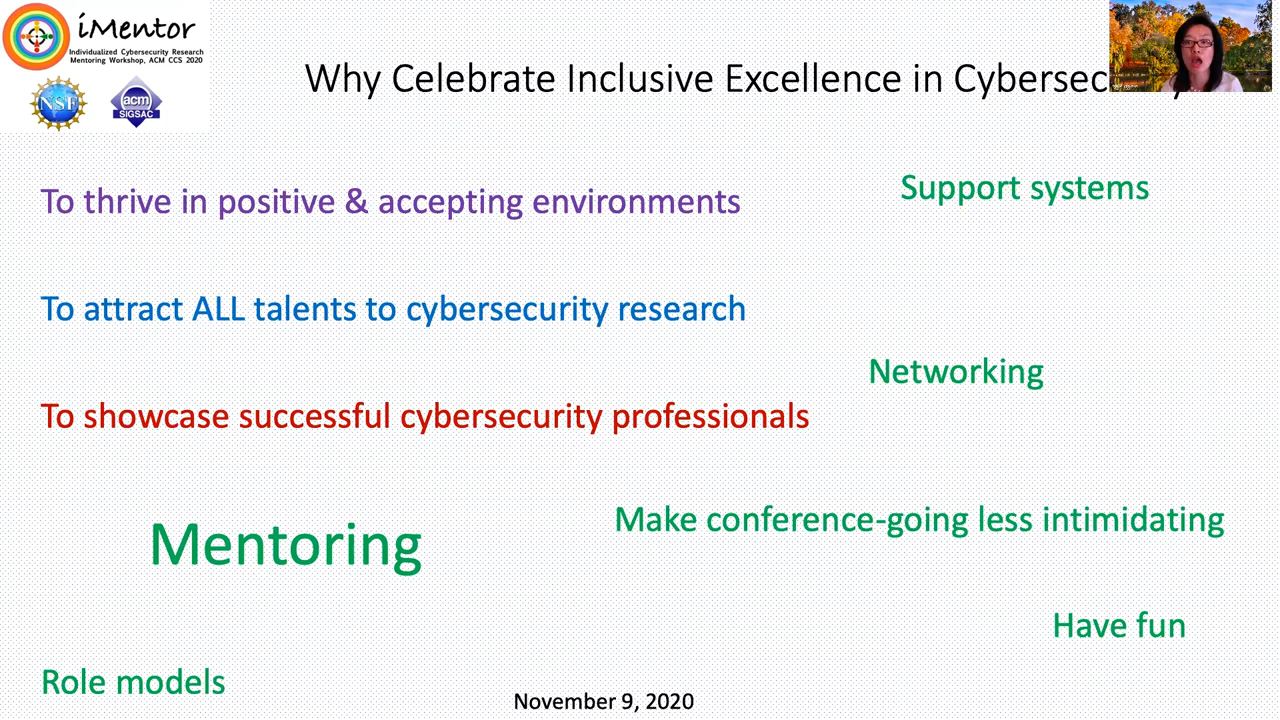 iMentor
Individualized Cybersecurity Research
Mentoring Workshop, ACM CCS 2020
NSF
acm
SIGSAC
Why Celebrate Inclusive Excellence in Cybersec
To thrive in positive & accepting environments
Support systems
To attract ALL talents to cybersecurity research
Networking
To showcase successful cybersecurity professionals
Make conference-going less intimidating
Mentoring
Have fun
Role models
November 9, 2020